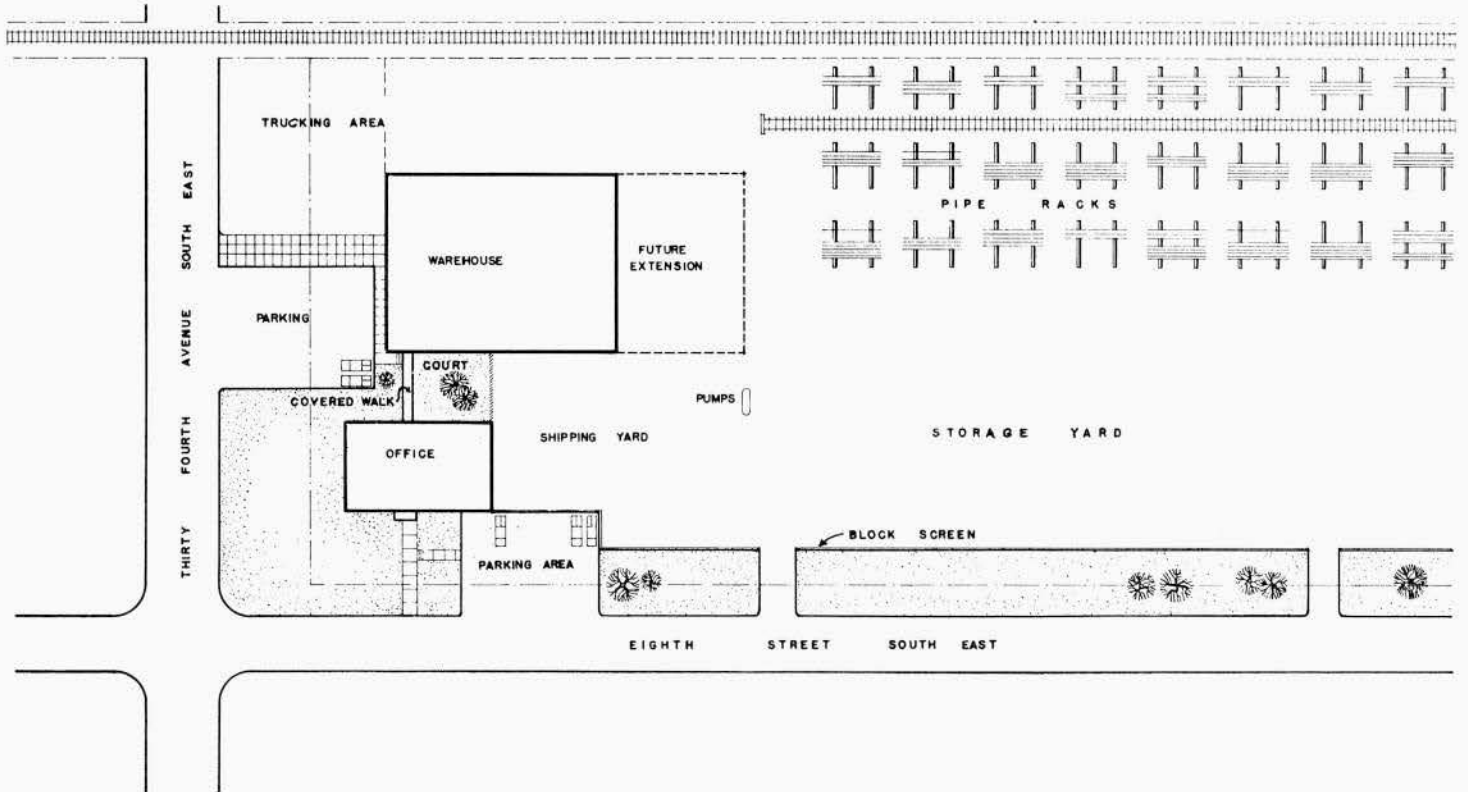 TRUCKING AREA
PIPE RACKS
WAREHOUSE
FUTURE
EXTENSION
PARKING
COURT
COVERED WALK
PUMPS
OFFICE
SHIPPING YARD
STORAGE YARD
BLOCK SCREEN
PARKING AREA
THIRTY FOURTH AVENUE SOUTH EAST
EIGHTH STREET SOUTH EAST